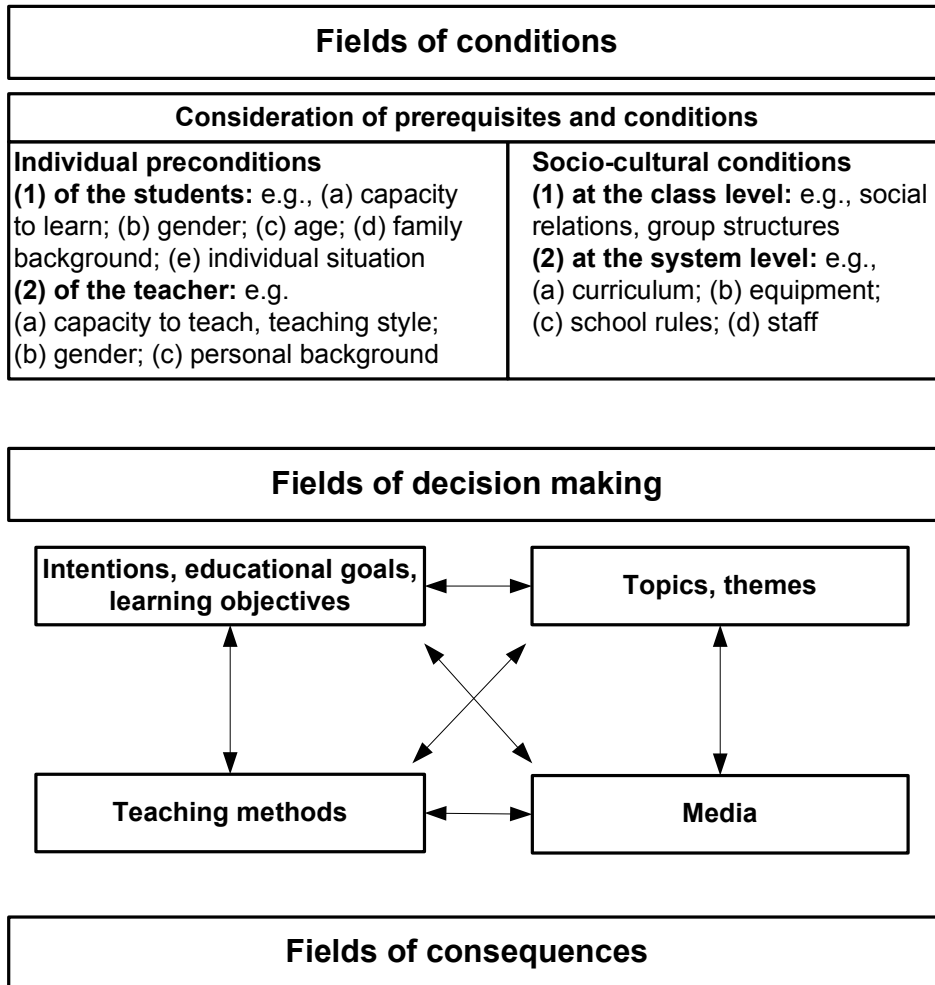 Fields of conditions
Consideration of prerequisites and conditions
Individual preconditions
(1) of the students: e.g., (a) capacity
to learn; (b) gender; (c) age; (d) family
background; (e) individual situation
(2) of the teacher: e.g.
(a) capacity to teach, teaching style;
(b) gender; (c) personal background
Socio-cultural conditions
(1) at the class level: e.g., social
relations, group structures
(2) at the system level: e.g.,
(a) curriculum; (b) equipment;
(c) school rules; (d) staff
Fields of decision making
Intentions, educational goals,
learning objectives
Topics, themes
Teaching methods
Media
Fields of consequences